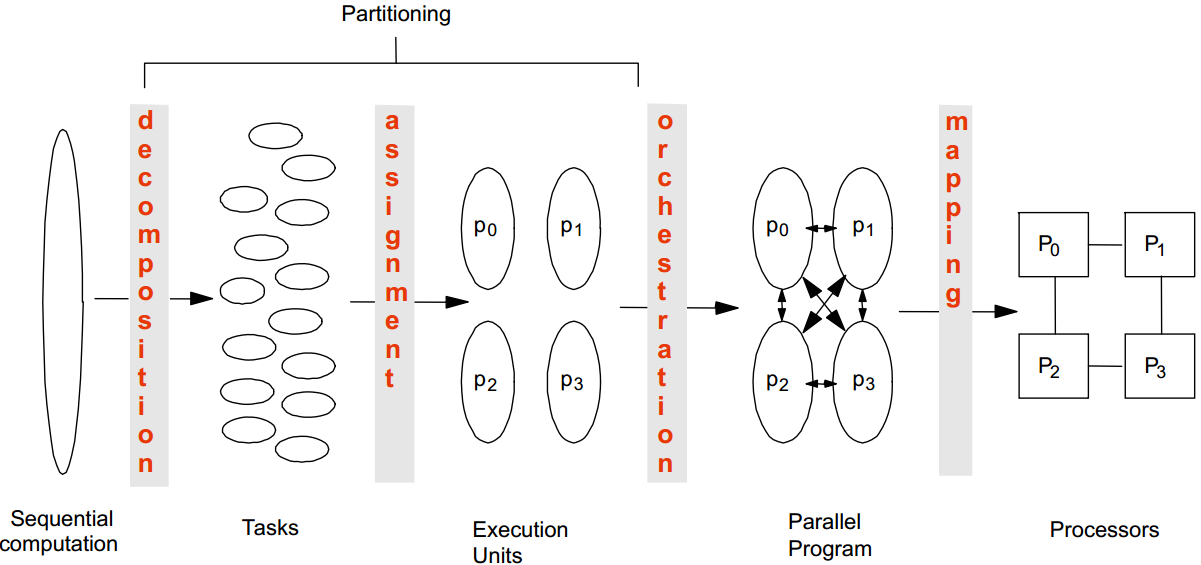 Partitioning
decomposition
assignment
orchestration
mapping
p0
p1
p2
p3
p0
p1
p2
p3
P0
P1
P2
P3
Sequential
computation
Tasks
Execution
Units
Parallel
Program
Processors